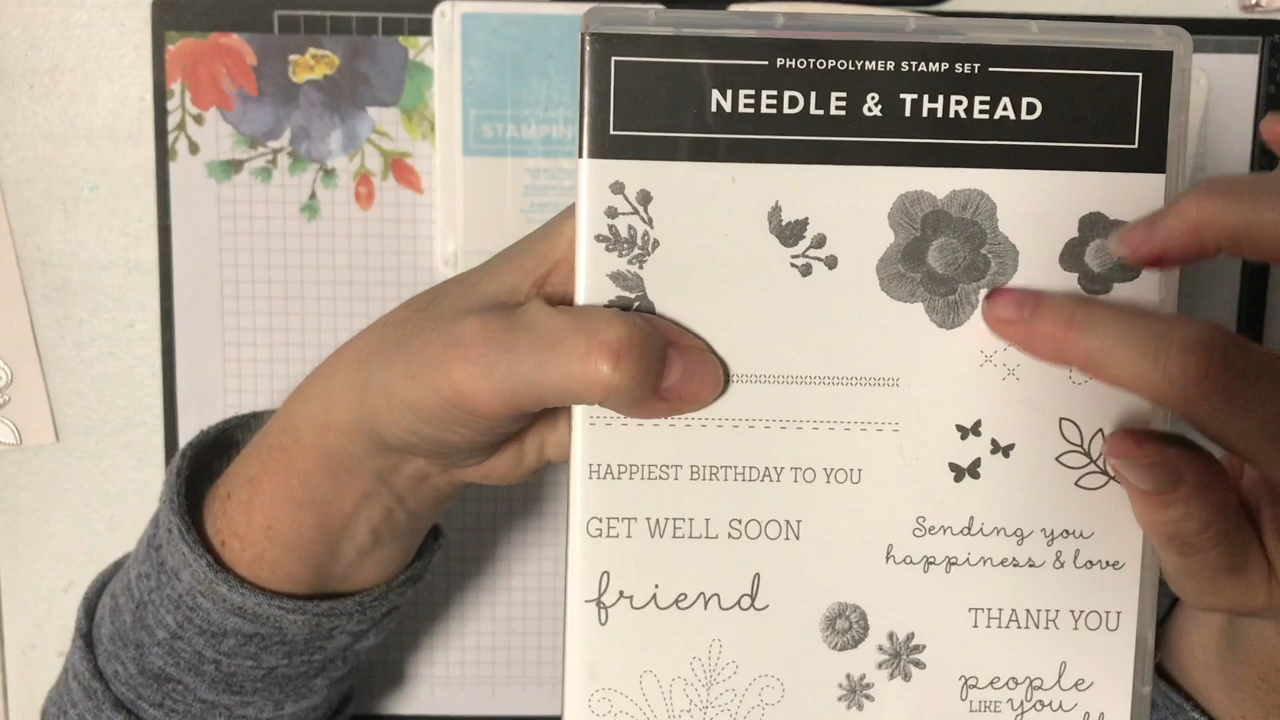 PHOTOPOLYMER STAMP SET
NEEDLE & THREAD
STAMPIN'
HAPPIEST BIRTHDAY TO YOU
GET WELL SOON
Sending you
happiness & love
friend
THANK YOU
people
LIKE you